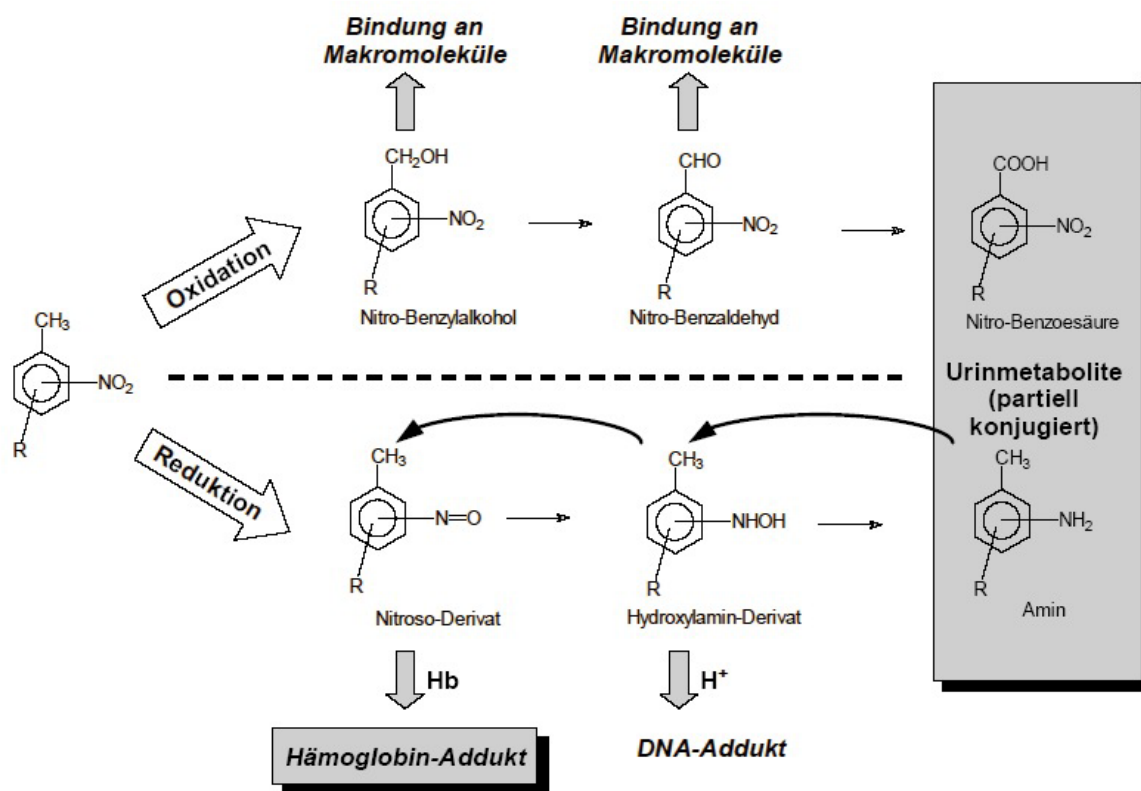 Bindung an
Makromoleküle
Bindung an
Makromoleküle
CH2OH
NO2
R
Nitro-Benzylalkohol
CHO
NO2
R
Nitro-Benzaldehyd
COOH
NO2
R
Nitro-Benzoesäure
Oxidation
CH3
NO2
R
Reduktion
Urinmetabolite
(partiell
konjugiert)
CH3
N=O
R
Nitroso-Derivat
CH3
NHOH
R
Hydroxylamin-Derivat
CH3
NH2
R
Amin
Hb
H+
Hämoglobin-Addukt
DNA-Addukt